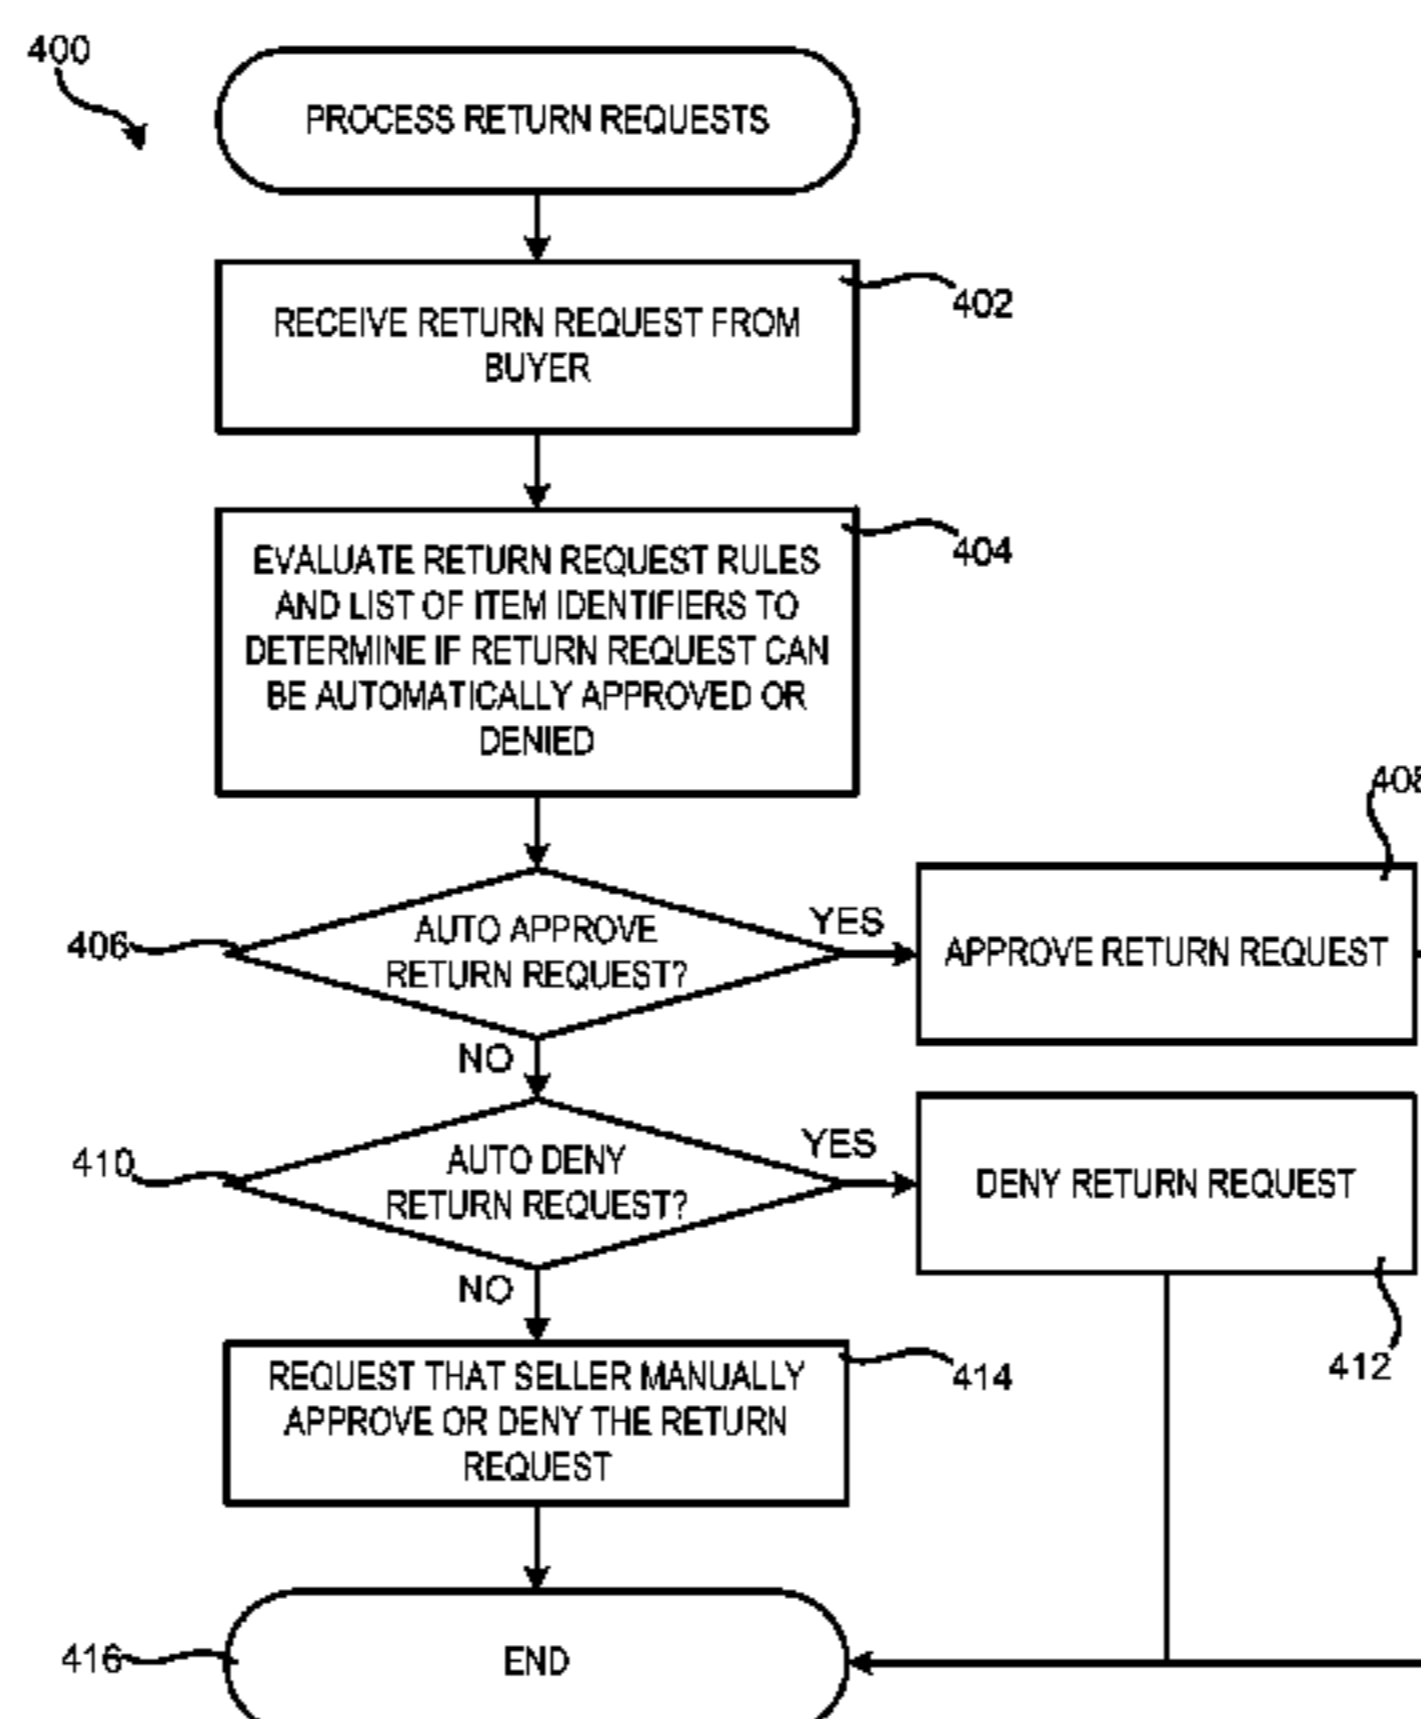 400
PROCESS RETURN REQUESTS
RECEIVE RETURN REQUEST FROM
BUYER
402
EVALUATE RETURN REQUEST RULES
AND LIST OF ITEM IDENTIFIERS TO
DETERMINE IF RETURN REQUEST CAN
BE AUTOMATICALLY APPROVED OR
DENIED
404
406
AUTO APPROVE
RETURN REQUEST?
YES
NO
408
APPROVE RETURN REQUEST
410
AUTO DENY
RETURN REQUEST?
YES
NO
DENY RETURN REQUEST
412
REQUEST THAT SELLER MANUALLY
APPROVE OR DENY THE RETURN
REQUEST
414
416
END